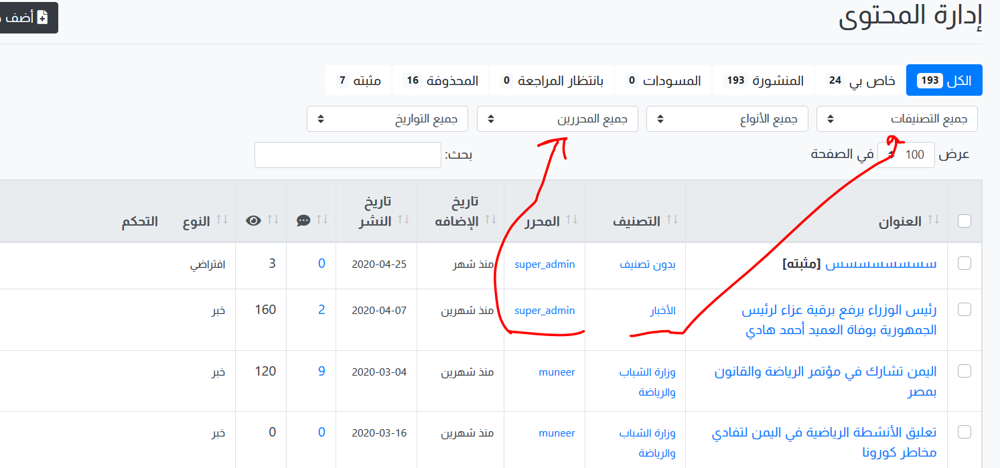 إدارة المحتوى
أضف
الكل 193 خاص بي 24 المنشورة 193 المسودات 0 بانتظار المراجعة 0 المحذوفة 16 مثبته 7
جميع التصنيفات جميع الأنواع جميع المحررين جميع التواريخ
عرض 100 في الصفحة بحث:
العنوان التصنيف المحرر تاريخ الإضافه تاريخ النشر النوع التحكم
سسسسسسسسس [مثبته] بدون تصنيف super_admin منذ شهر 2020-04-25 0 3 افتراضي
رئيس الوزراء يرفع برقية عزاء لرئيس الأخبار super_admin منذ شهرين 2020-04-07 2 160 خبر
الجمهورية بوفاة العميد أحمد هادي
اليمن تشارك في مؤتمر الرياضة والقانون وزارة الشباب muneer منذ شهرين 2020-03-04 9 120 خبر
بمصر والرياضة
تعليق الأنشطة الرياضية في اليمن لتفادي وزارة الشباب muneer منذ شهرين 2020-03-16 0 0 خبر
مخاطر كورونا والرياضة